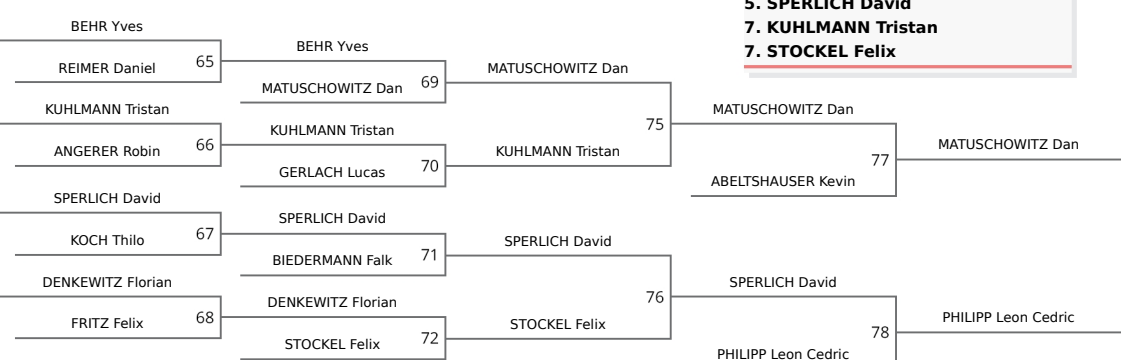 5. SPERLICH David
7. KUHLMANN Tristan
7. STOCKEL Felix
BEHR Yves
REIMER Daniel
65
KUHLMANN Tristan
ANGERER Robin
66
SPERLICH David
KOCH Thilo
67
DENKEWITZ Florian
FRITZ Felix
68
BEHR Yves
MATUSCHOWITZ Dan
69
KUHLMANN Tristan
GERLACH Lucas
70
SPERLICH David
BIEDERMANN Falk
71
DENKEWITZ Florian
STOCKEL Felix
72
MATUSCHOWITZ Dan
75
KUHLMANN Tristan
SPERLICH David
76
STOCKEL Felix
MATUSCHOWITZ Dan
77
ABELTSHAUSER Kevin
SPERLICH David
78
PHILIPP Leon Cedric
MATUSCHOWITZ Dan
PHILIPP Leon Cedric